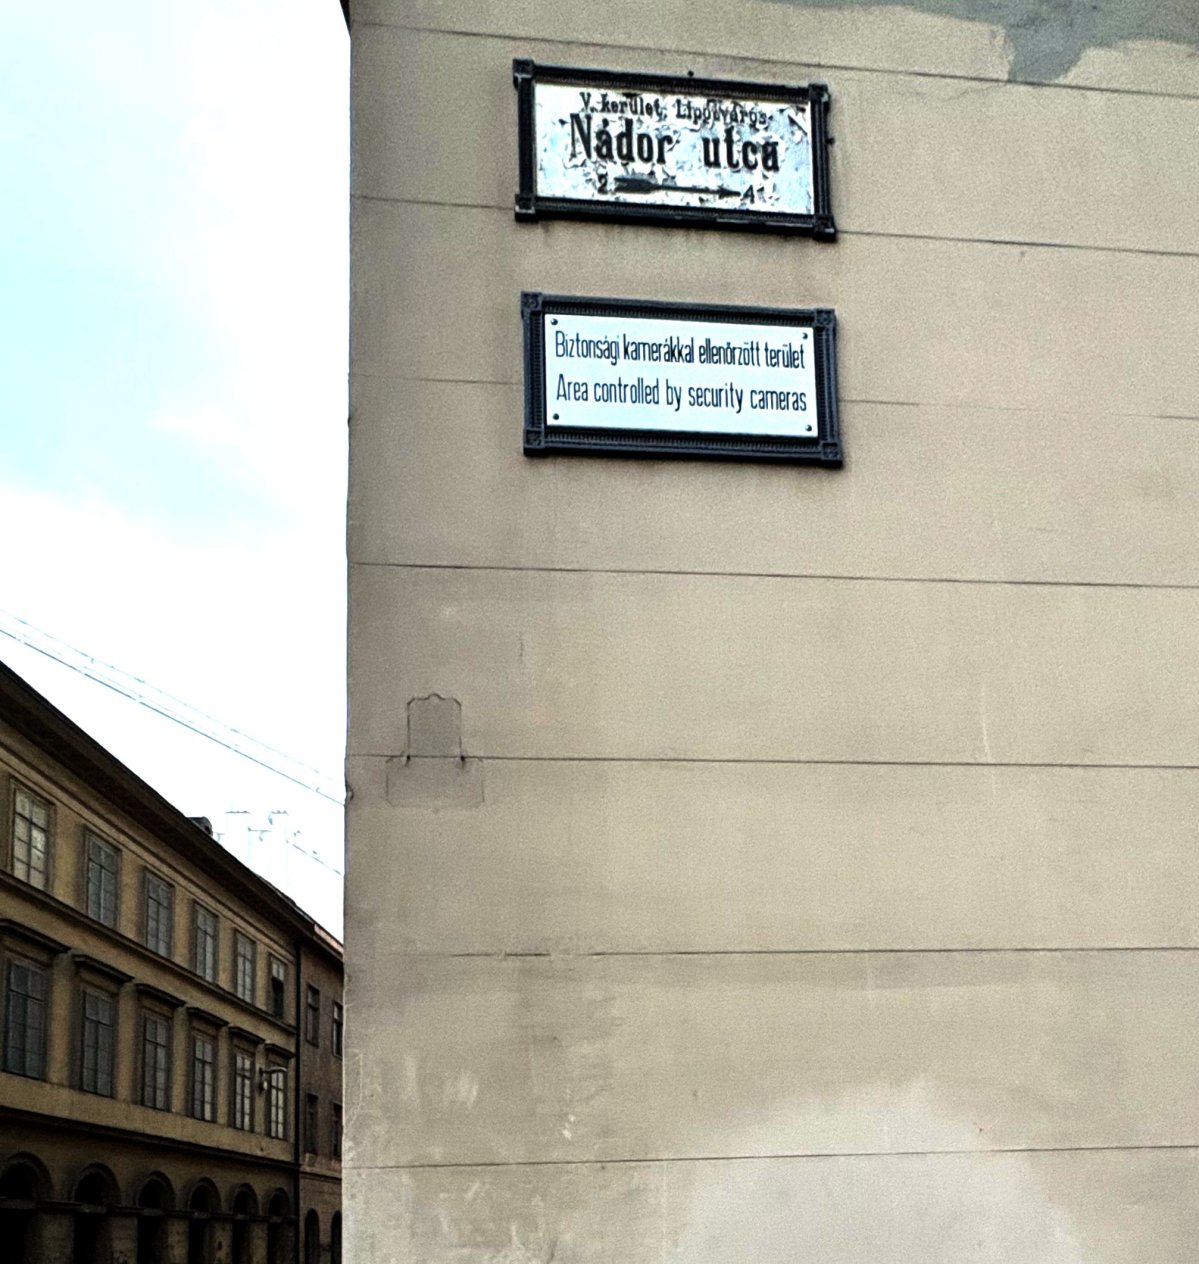 V. kerület, Lipótváros
Nádor utca
2 4
Biztonsági kamerákkal ellenőrzött terület
Area controlled by security cameras